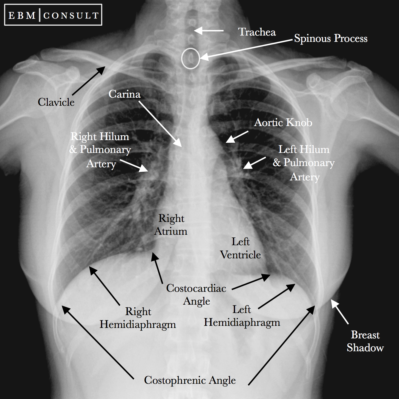 EBM|CONSULT
Trachea
Spinous Process
Clavicle
Carina
Aortic Knob
Right Hilum
& Pulmonary
Artery
Left Hilum
& Pulmonary
Artery
Right
Atrium
Left
Ventricle
Costocardiac
Angle
Right
Hemidiaphragm
Left
Hemidiaphragm
Breast
Shadow
Costophrenic Angle